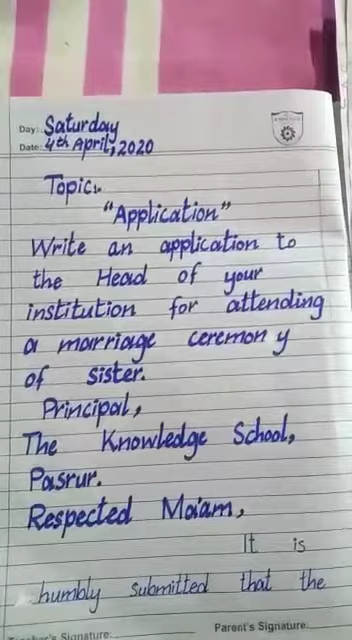 Day: Saturday
Date: 4th April, 2020
Topic:
"Application"
Write an application to
the Head of your
institution for attending
a marriage ceremony
of sister.
Principal,
The Knowledge School,
Pasrur.
Respected Ma'am,
It is
humbly submitted that the
Teacher's Signature.
Parent's Signature.